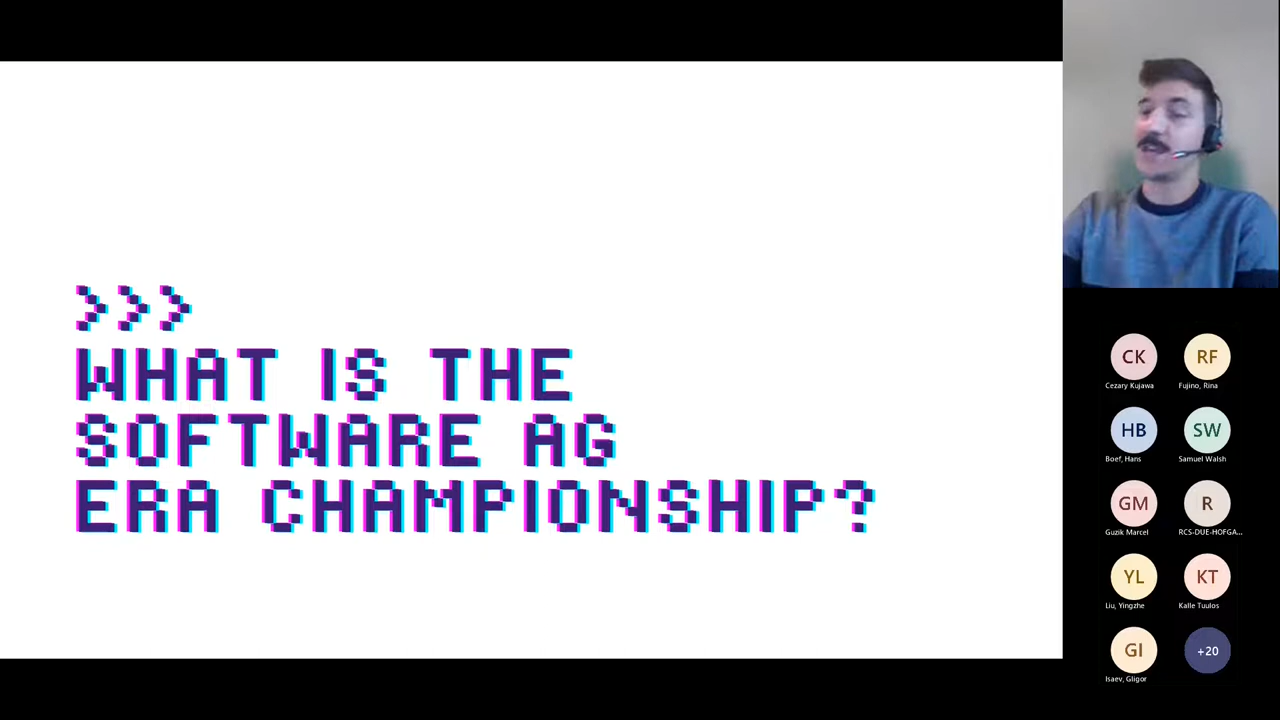 >>>
WHAT IS THE
SOFTWARE AG
ERA CHAMPIONSHIP?
CK
RF
Cezary Kujawa
Fujino, Rina
HB
SW
Boef, Hans
Samuel Walsh
GM
R
Guzik Marcel
RCS-DUE-HOFGA...
YL
KT
Liu, Yingzhe
Kalle Tuulos
GI
+20
Isaev, Gligor